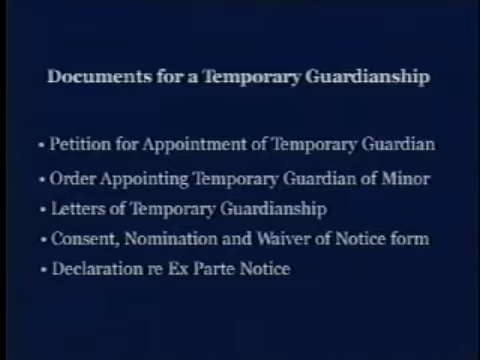 Documents for a Temporary Guardianship
• Petition for Appointment of Temporary Guardian
• Order Appointing Temporary Guardian of Minor
• Letters of Temporary Guardianship
• Consent, Nomination and Waiver of Notice form
• Declaration re Ex Parte Notice